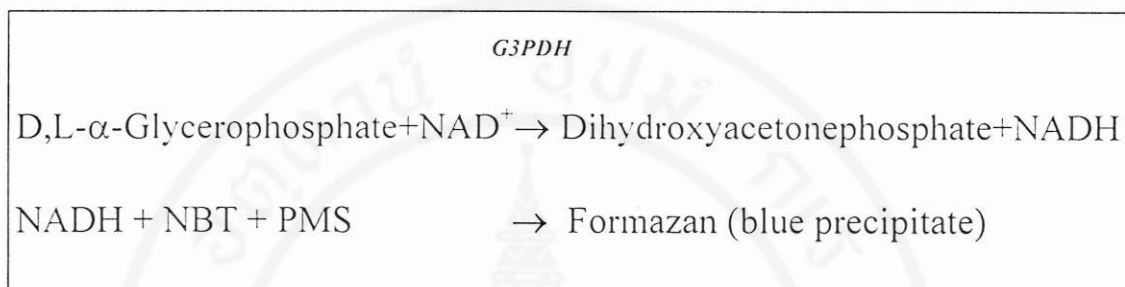 G3PDH
D,L-α-Glycerophosphate+NAD⁺→ Dihydroxyacetonephosphate+NADH
NADH + NBT + PMS → Formazan (blue precipitate)